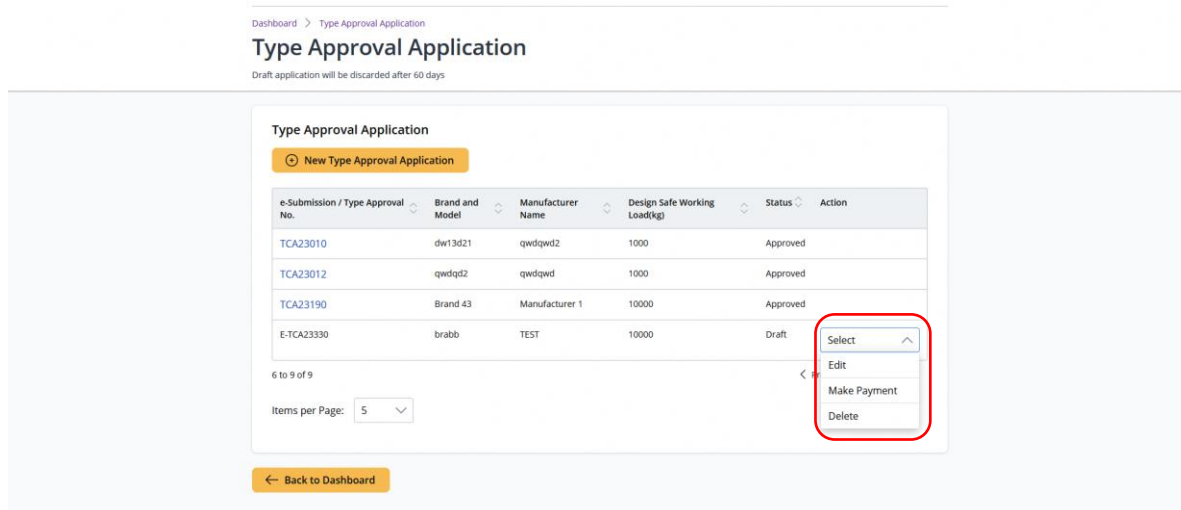 Dashboard > Type Approval Application
Type Approval Application
Draft application will be discarded after 60 days
Type Approval Application
New Type Approval Application
e-Submission / Type Approval No. Brand and Model Manufacturer Name Design Safe Working Load(kg) Status Action
TCA23010 dw13d21 qwdqwd2 1000 Approved
TCA23012 qwdqd2 qwdqwd 1000 Approved
TCA23190 Brand 43 Manufacturer 1 10000 Approved
E-TCA23330 brabb TEST 10000 Draft Select
Edit
Make Payment
Delete
6 to 9 of 9
Items per Page: 5
Back to Dashboard